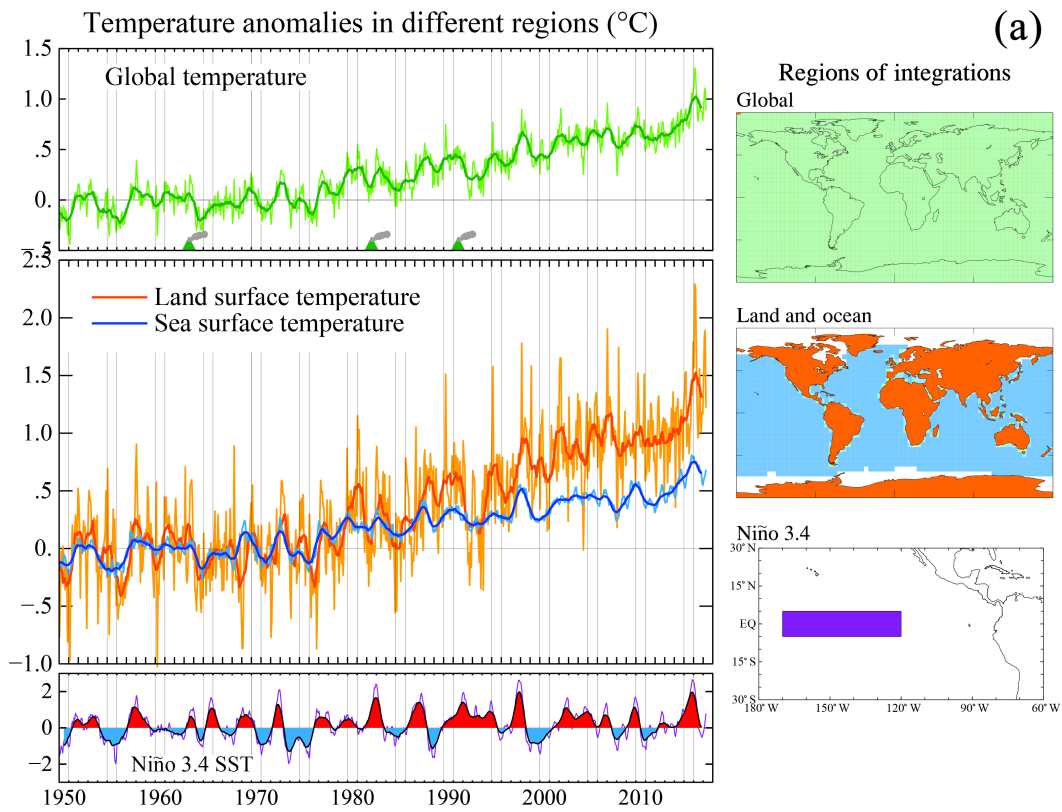 Temperature anomalies in different regions (°C)
(a)
1.5
Global temperature
1.0
.5
0
−.5
2.5
Land surface temperature
Sea surface temperature
2.0
1.5
1.0
.5
0.
−.5
−1.0
2
0
−2
Niño 3.4 SST
1950 1960 1970 1980 1990 2000 2010
Regions of integrations
Global
Land and ocean
Niño 3.4
30° N
15° N
EQ
15° S
30° S
180° W 150° W 120° W 90° W 60° W